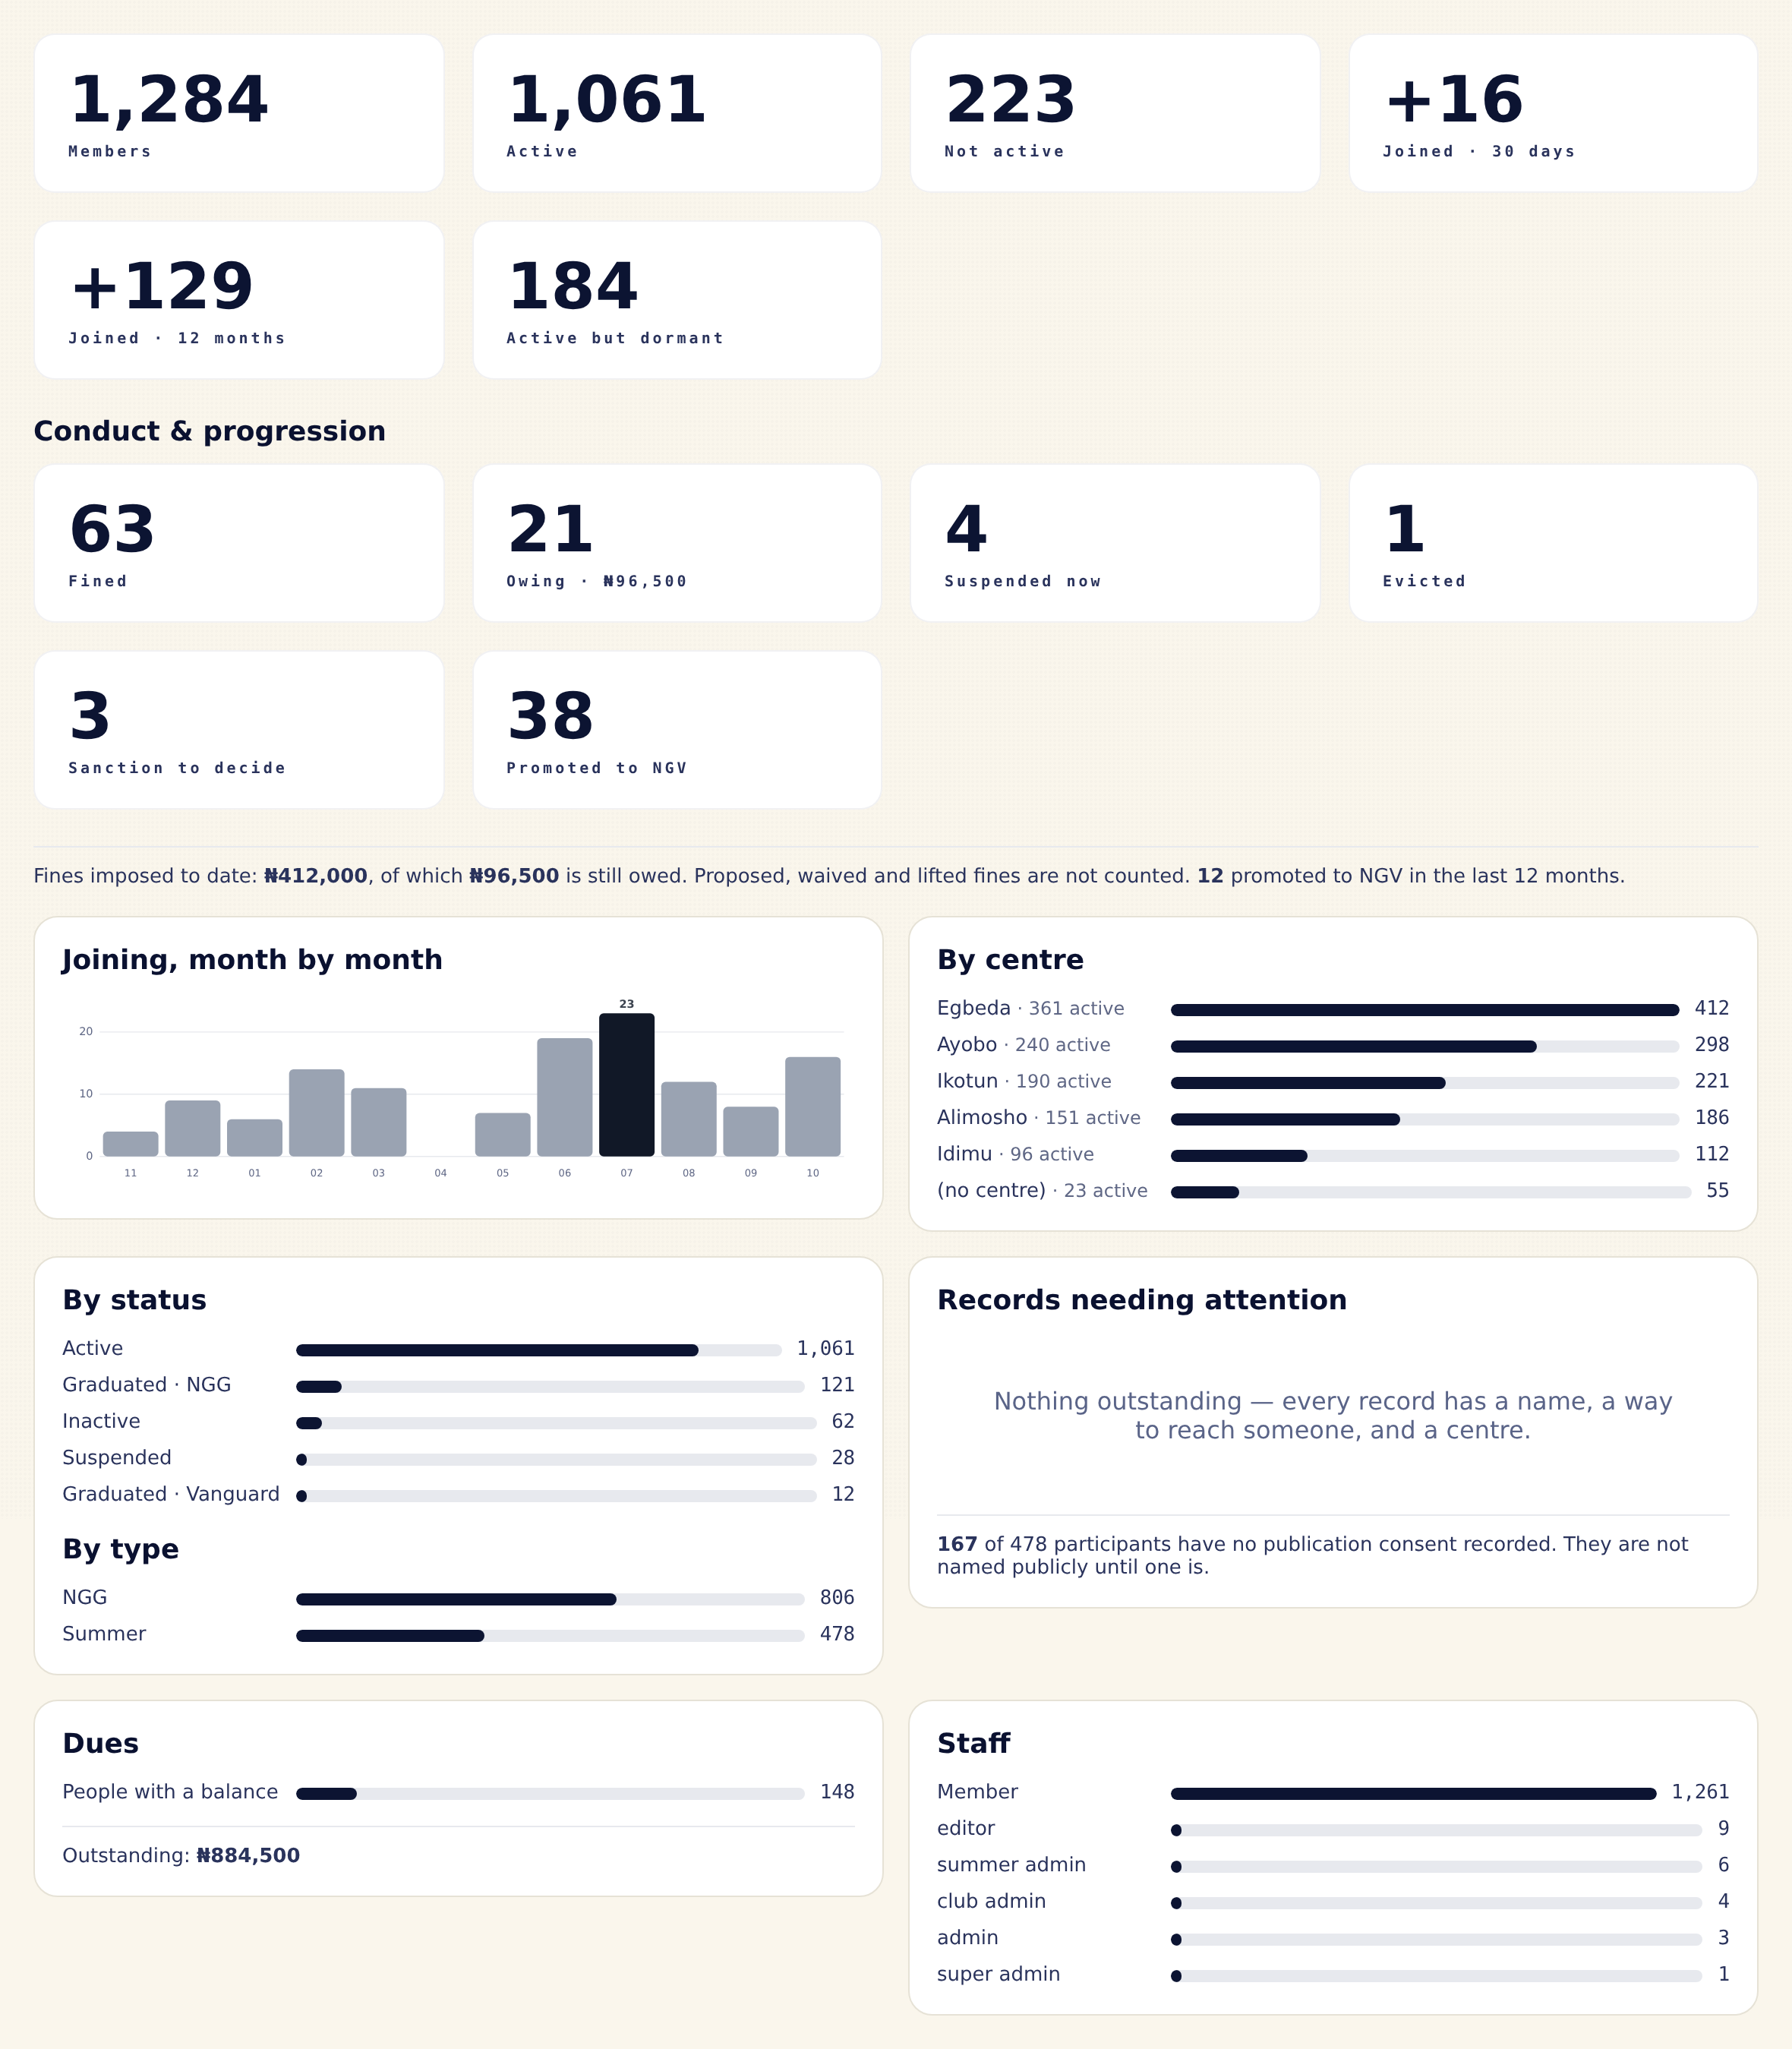 1,284
Members
1,061
Active
223
Not active
+16
Joined · 30 days
+129
Joined · 12 months
184
Active but dormant
Conduct & progression
63
Fined
21
Owing · ₦96,500
4
Suspended now
1
Evicted
3
Sanction to decide
38
Promoted to NGV
Fines imposed to date: ₦412,000, of which ₦96,500 is still owed. Proposed, waived and lifted fines are not counted. 12 promoted to NGV in the last 12 months.
Joining, month by month
23
20
10
0
11 12 01 02 03 04 05 06 07 08 09 10
By centre
Egbeda · 361 active 412
Ayobo · 240 active 298
Ikotun · 190 active 221
Alimosho · 151 active 186
Idimu · 96 active 112
(no centre) · 23 active 55
By status
Active 1,061
Graduated · NGG 121
Inactive 62
Suspended 28
Graduated · Vanguard 12
By type
NGG 806
Summer 478
Records needing attention
Nothing outstanding — every record has a name, a way
to reach someone, and a centre.
167 of 478 participants have no publication consent recorded. They are not
named publicly until one is.
Dues
People with a balance 148
Outstanding: ₦884,500
Staff
Member 1,261
editor 9
summer admin 6
club admin 4
admin 3
super admin 1